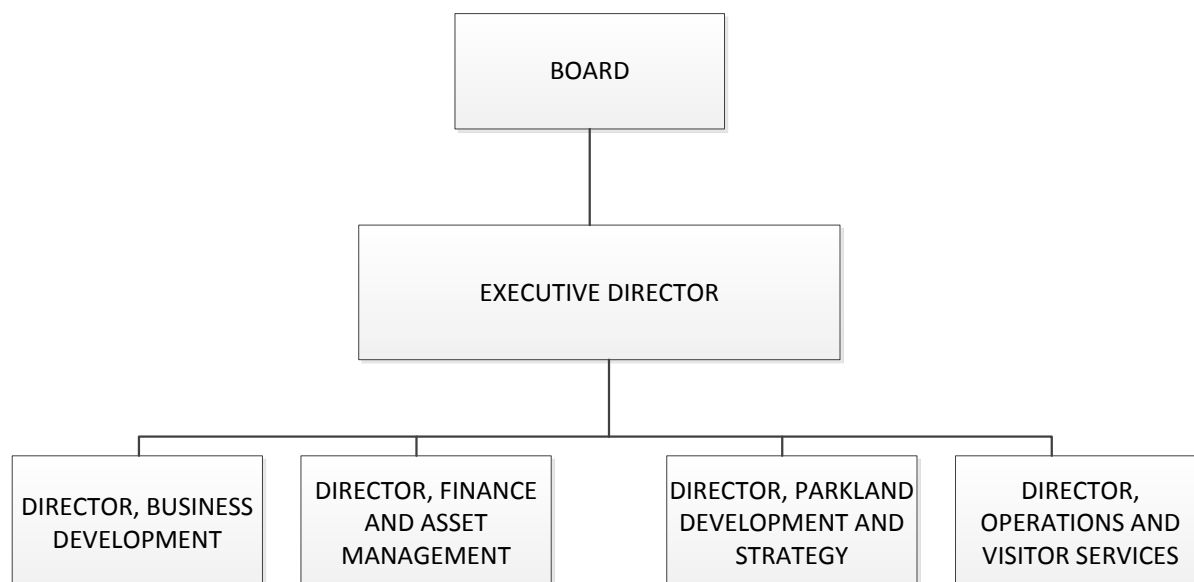 BOARD
EXECUTIVE DIRECTOR
DIRECTOR, BUSINESS
DEVELOPMENT
DIRECTOR, FINANCE
AND ASSET
MANAGEMENT
DIRECTOR, PARKLAND
DEVELOPMENT AND
STRATEGY
DIRECTOR,
OPERATIONS AND
VISITOR SERVICES